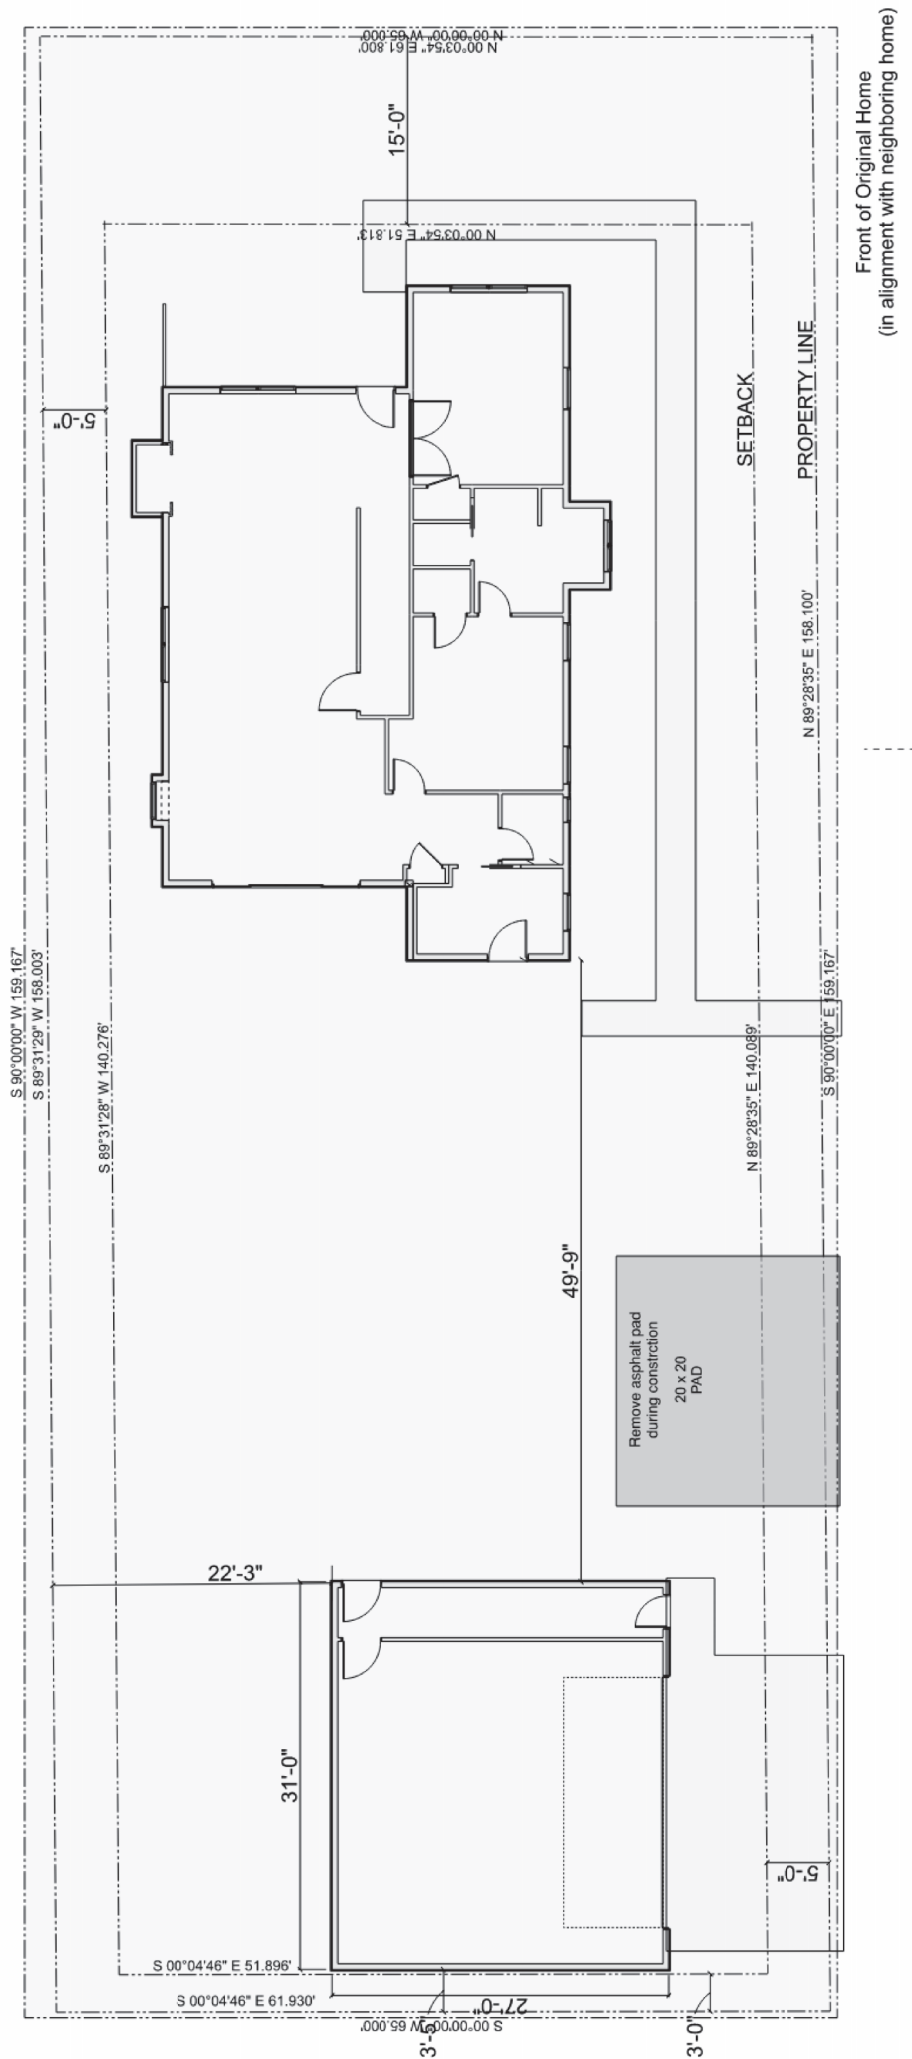 N 00°00'00" W 65.000'
N 00°03'54" E 61.800'
15'-0"
N 00°03'54" E 51.813'
Front of Original Home
(in alignment with neighboring home)
5'-0"
SETBACK
PROPERTY LINE
N 89°28'35" E 158.100'
S 90°00'00" W 159.167'
S 89°31'29" W 158.003'
S 89°31'28" W 140.276'
N 89°28'35" E 140.089'
S 90°00'00" E 159.167'
49'-9"
Remove asphalt pad
during constrction
20 x 20
PAD
22'-3"
31'-0"
5'-0"
S 00°04'46" E 51.896'
S 00°04'46" E 61.930'
27'-0"
S 00°00'00" W 65.000'
3'-5"
3'-0"